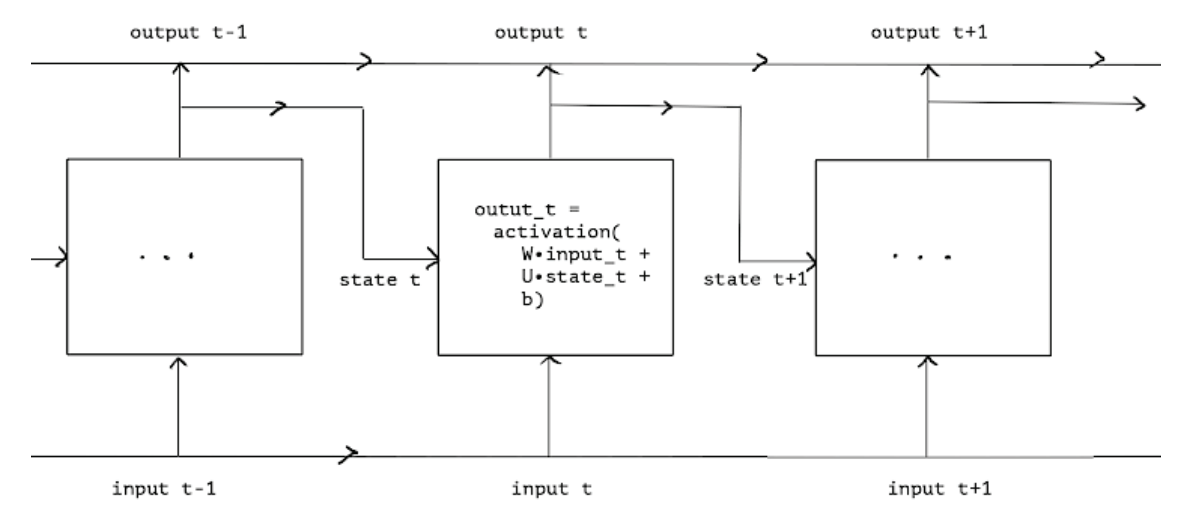 output t-1
output t
output t+1
. . .
outut_t =
activation(
W•input_t +
U•state_t +
b)
. . .
state t
state t+1
input t-1
input t
input t+1